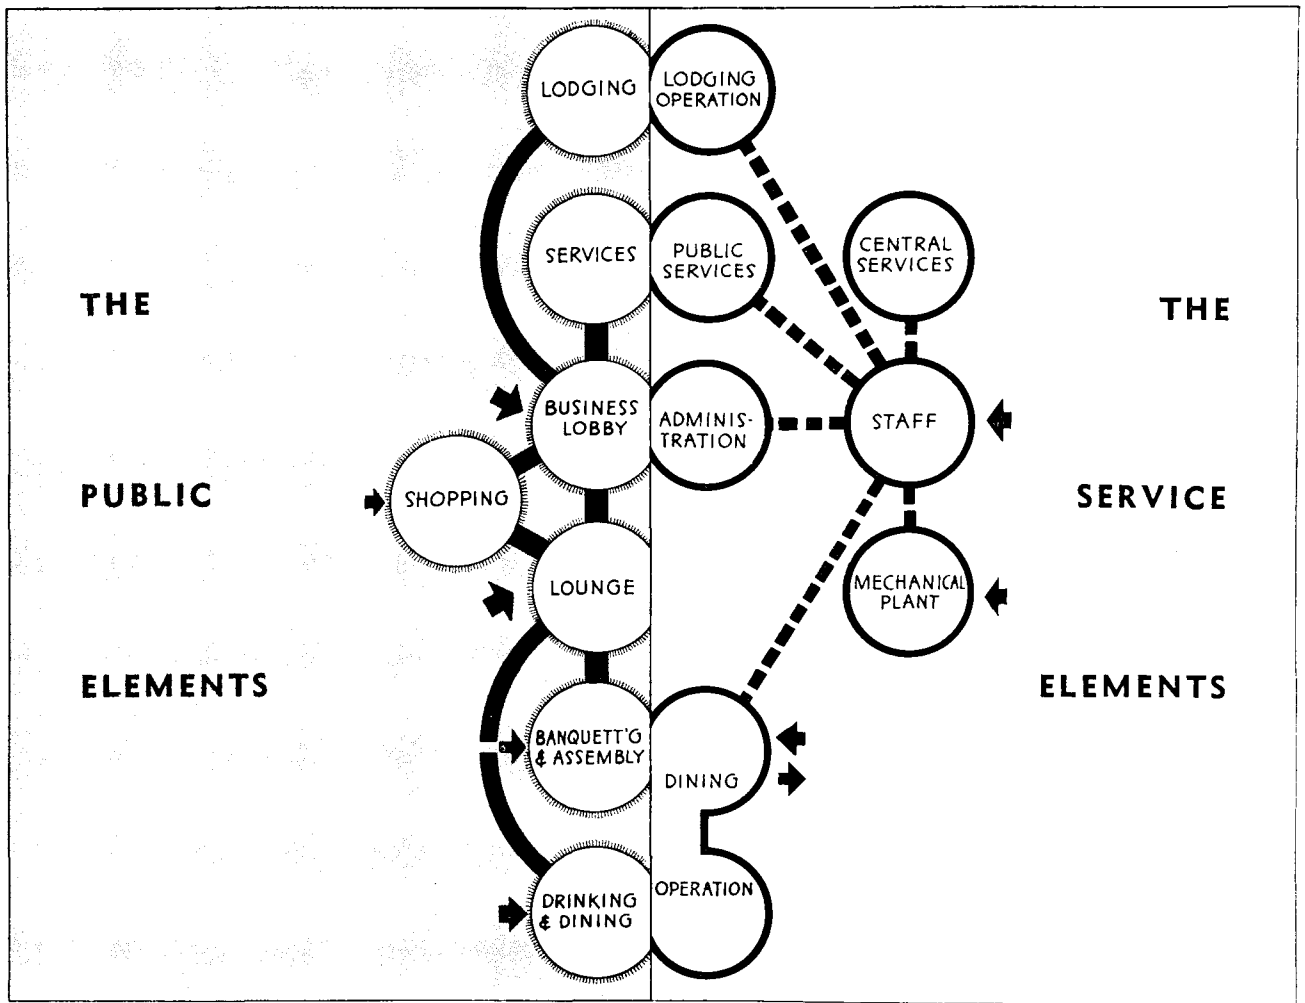 THE
PUBLIC
ELEMENTS
LODGING
SERVICES
BUSINESS
LOBBY
SHOPPING
LOUNGE
BANQUETT'G
& ASSEMBLY
DRINKING
& DINING
LODGING
OPERATION
PUBLIC
SERVICES
ADMINIS-
TRATION
DINING
OPERATION
CENTRAL
SERVICES
STAFF
MECHANICAL
PLANT
THE
SERVICE
ELEMENTS